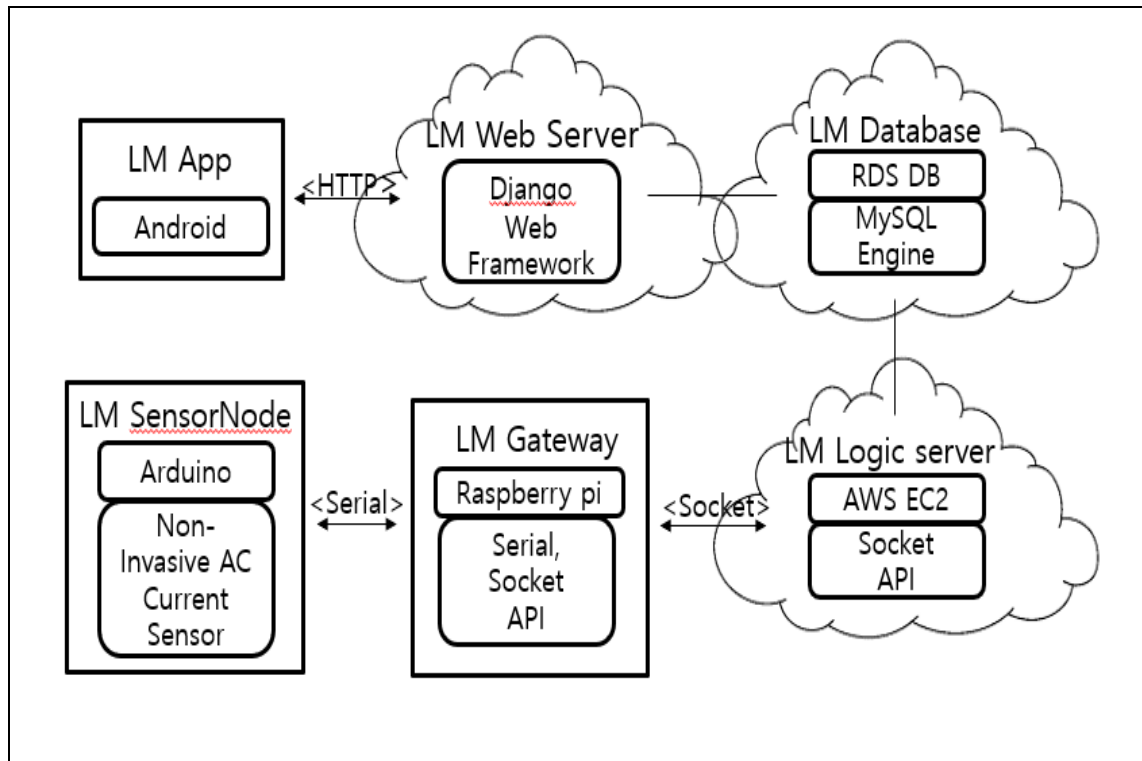 LM App
Android
<HTTP>
LM Web Server
Django
Web
Framework
LM Database
RDS DB
MySQL
Engine
LM SensorNode
Arduino
Non-
Invasive AC
Current
Sensor
<Serial>
LM Gateway
Raspberry pi
Serial,
Socket
API
<Socket>
LM Logic server
AWS EC2
Socket
API